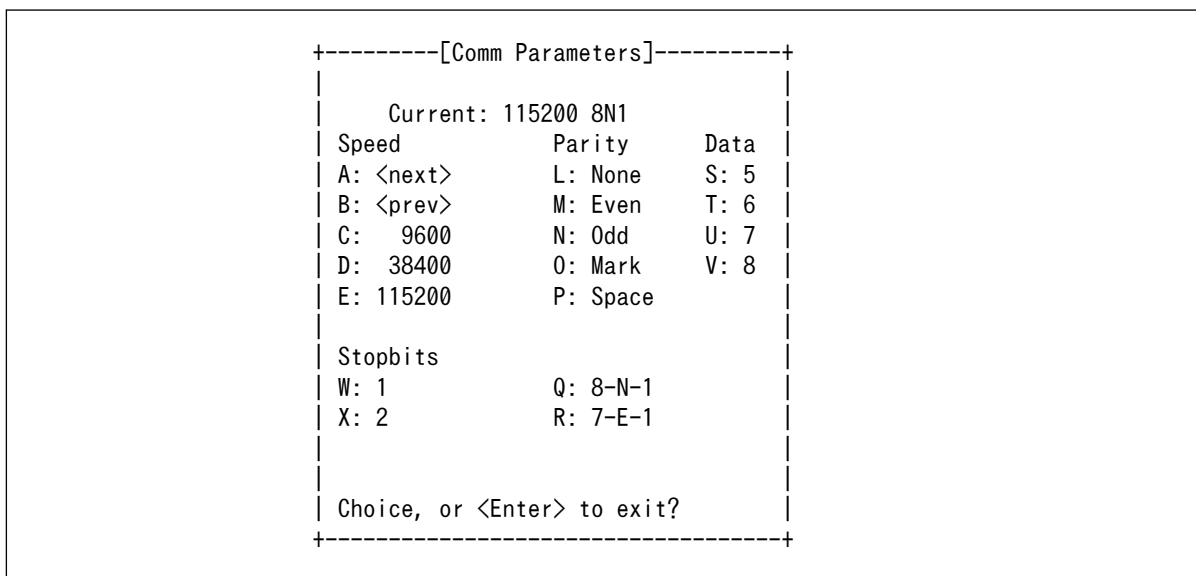 +---------[Comm Parameters]----------+
|                                    |
|     Current: 115200 8N1            |
| Speed            Parity      Data  |
| A: <next>        L: None     S: 5  |
| B: <prev>        M: Even     T: 6  |
| C:   9600        N: Odd      U: 7  |
| D:  38400        O: Mark     V: 8  |
| E: 115200        P: Space          |
|                                    |
| Stopbits                           |
| W: 1             Q: 8-N-1          |
| X: 2             R: 7-E-1          |
|                                    |
|                                    |
| Choice, or <Enter> to exit?        |
+------------------------------------+